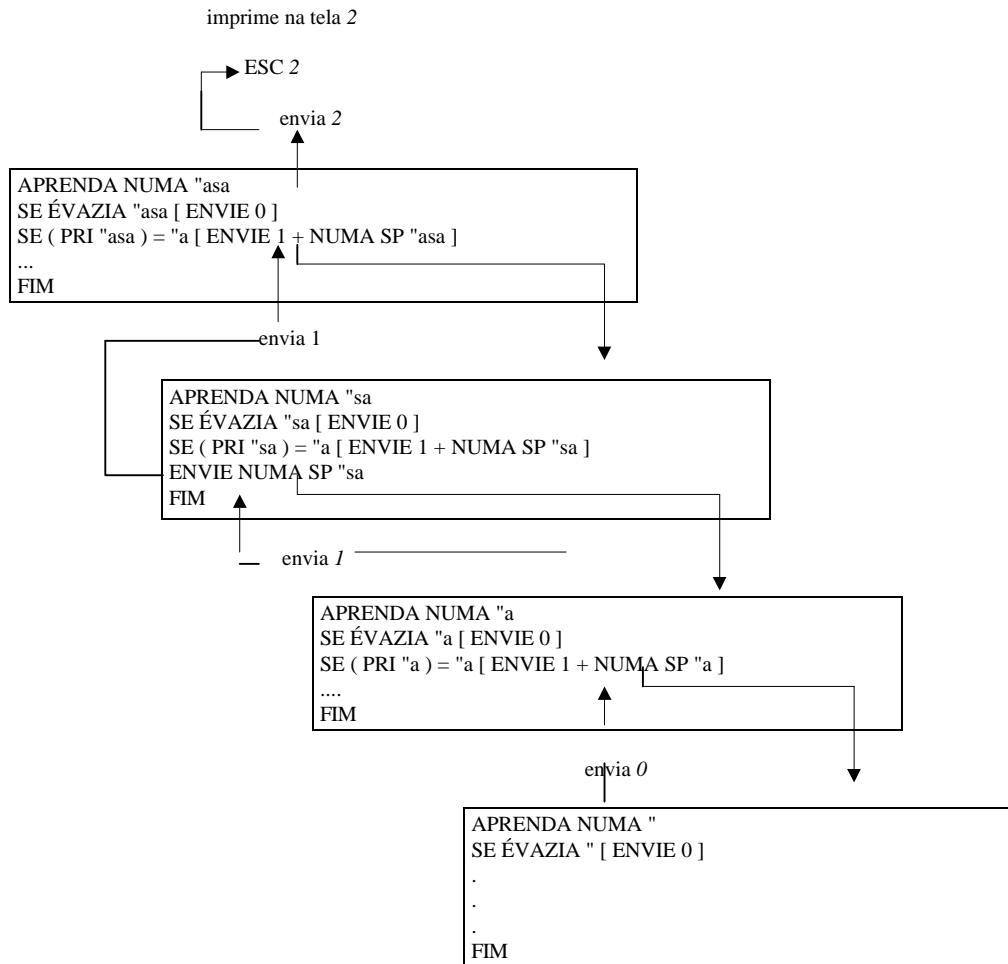 imprime na tela 2
ESC 2
envia 2
APRENDA NUMA "asa
SE ÉVAZIA "asa [ ENVIE 0 ]
SE ( PRI "asa ) = "a [ ENVIE 1 + NUMA SP "asa ]
...
FIM
envia 1
APRENDA NUMA "sa
SE ÉVAZIA "sa [ ENVIE 0 ]
SE ( PRI "sa ) = "a [ ENVIE 1 + NUMA SP "sa ]
ENVIE NUMA SP "sa
FIM
envia 1
APRENDA NUMA "a
SE ÉVAZIA "a [ ENVIE 0 ]
SE ( PRI "a ) = "a [ ENVIE 1 + NUMA SP "a ]
....
FIM
envia 0
APRENDA NUMA "
SE ÉVAZIA " [ ENVIE 0 ]
.
.
.
FIM